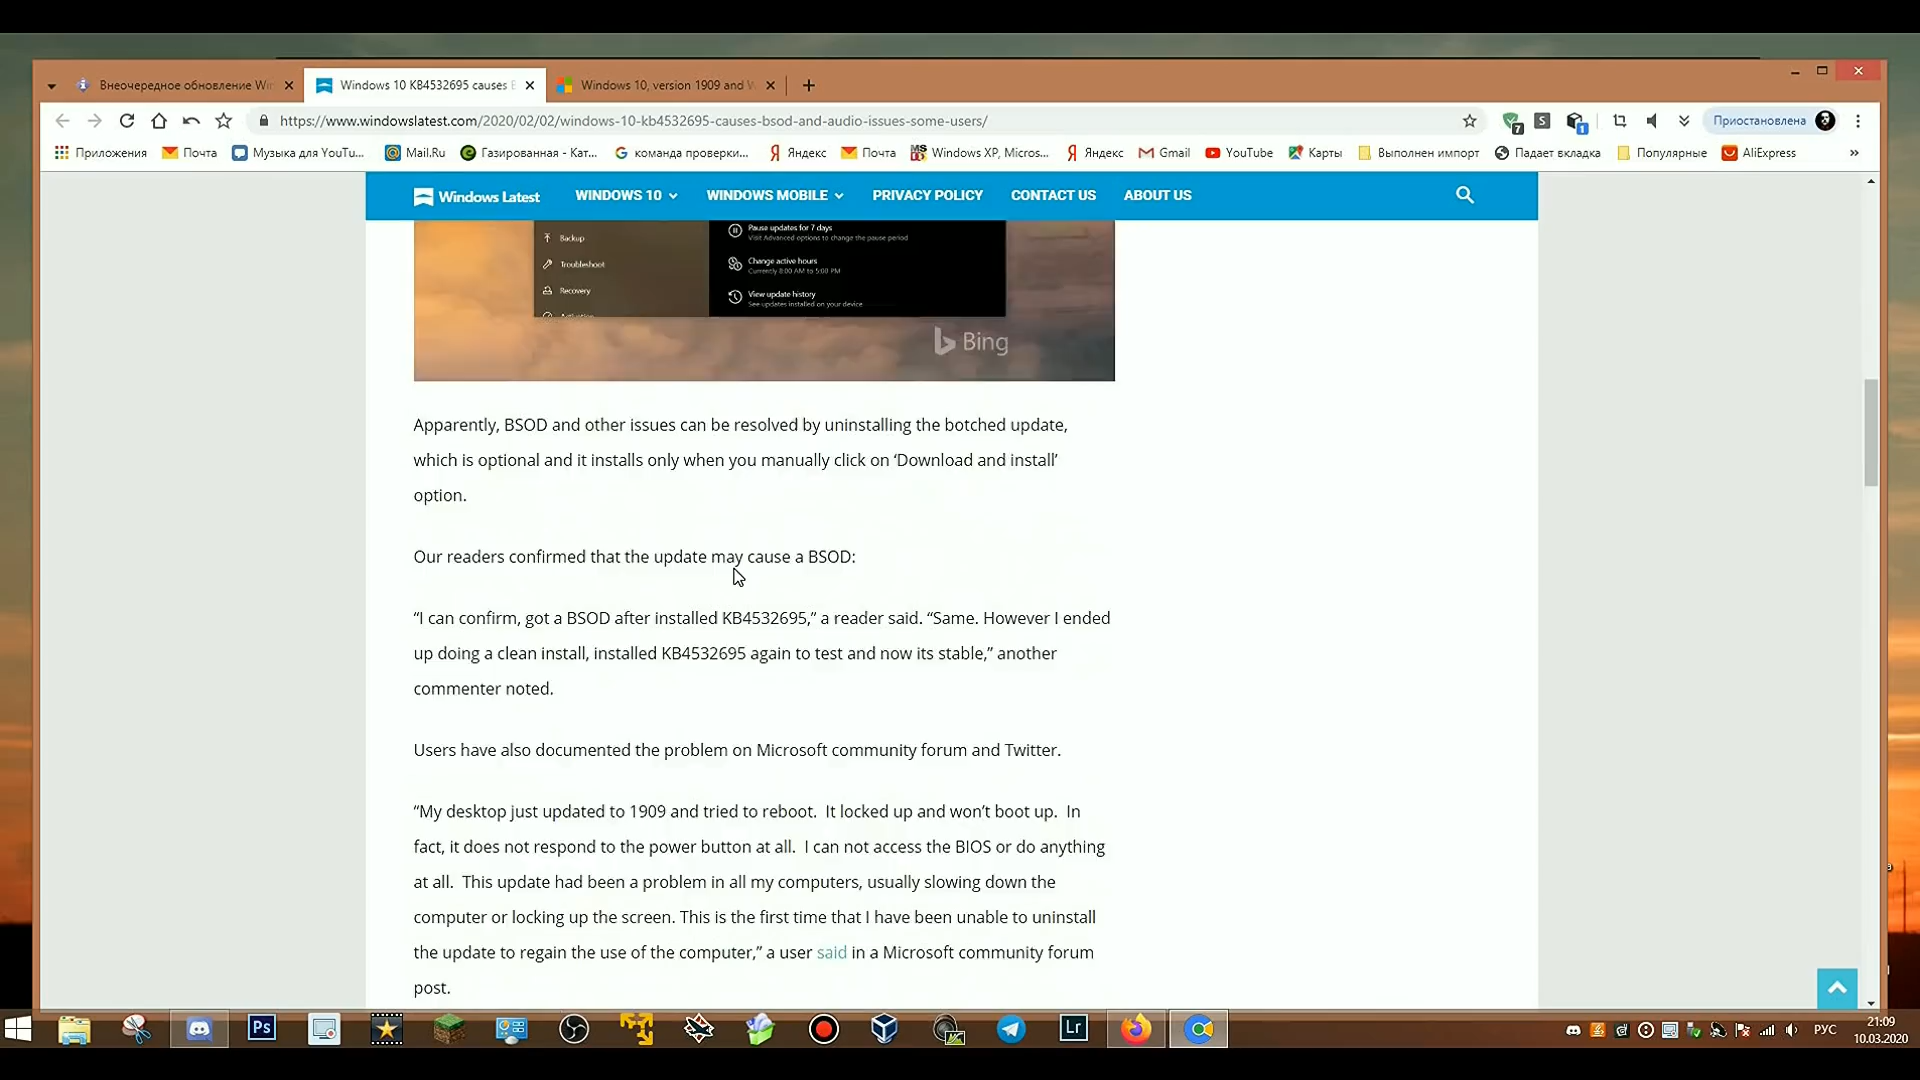 Внеочередное обновление Wi
Windows 10 KB4532695 causes
Windows 10, version 1909 and
https://www.windowslatest.com/2020/02/02/windows-10-kb4532695-causes-bsod-and-audio-issues-some-users/
7
S
1
Приостановлена
Приложения
Почта
Музыка для YouTu...
Mail.Ru
Газированная - Кат...
команда проверки...
Яндекс
Почта
Windows XP, Micros...
Яндекс
Gmail
YouTube
Карты
Выполнен импорт
Падает вкладка
Популярные
AliExpress
»
Windows Latest
WINDOWS 10
WINDOWS MOBILE
PRIVACY POLICY
CONTACT US
ABOUT US
Backup
Troubleshoot
Recovery
Pause updates for 7 days
Visit Advanced options to change the pause period
Change active hours
Currently 8:00 AM to 5:00 PM
View update history
See updates installed on your device
Bing
Apparently, BSOD and other issues can be resolved by uninstalling the botched update,
which is optional and it installs only when you manually click on ‘Download and install’
option.
Our readers confirmed that the update may cause a BSOD:
“I can confirm, got a BSOD after installed KB4532695,” a reader said. “Same. However I ended
up doing a clean install, installed KB4532695 again to test and now its stable,” another
commenter noted.
Users have also documented the problem on Microsoft community forum and Twitter.
“My desktop just updated to 1909 and tried to reboot.  It locked up and won’t boot up.  In
fact, it does not respond to the power button at all.  I can not access the BIOS or do anything
at all.  This update had been a problem in all my computers, usually slowing down the
computer or locking up the screen. This is the first time that I have been unable to uninstall
the update to regain the use of the computer,” a user said in a Microsoft community forum
post.
Ps
Lr
РУС
21:09
10.03.2020